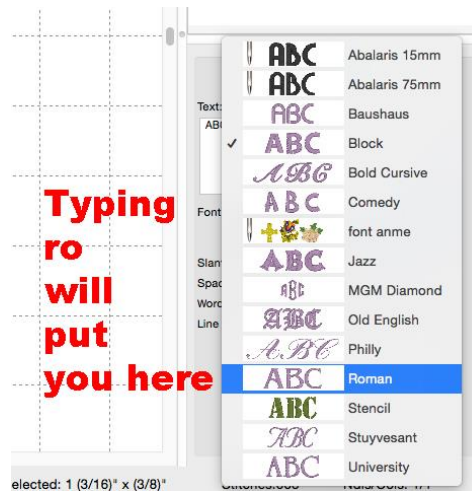 ABC Abalaris 15mm
ABC Abalaris 75mm
Text:
ABC Baushaus
✓ ABC Block
ABC Bold Cursive
ABC Comedy
Font
font anme
ABC Jazz
Slant
Spac
ABC MGM Diamond
Word
ABC Old English
Line
ABC Philly
ABC Roman
ABC Stencil
ABC Stuyvesant
ABC University
Typing
ro
will
put
you here
elected: 1 (3/16)" x (3/8)"